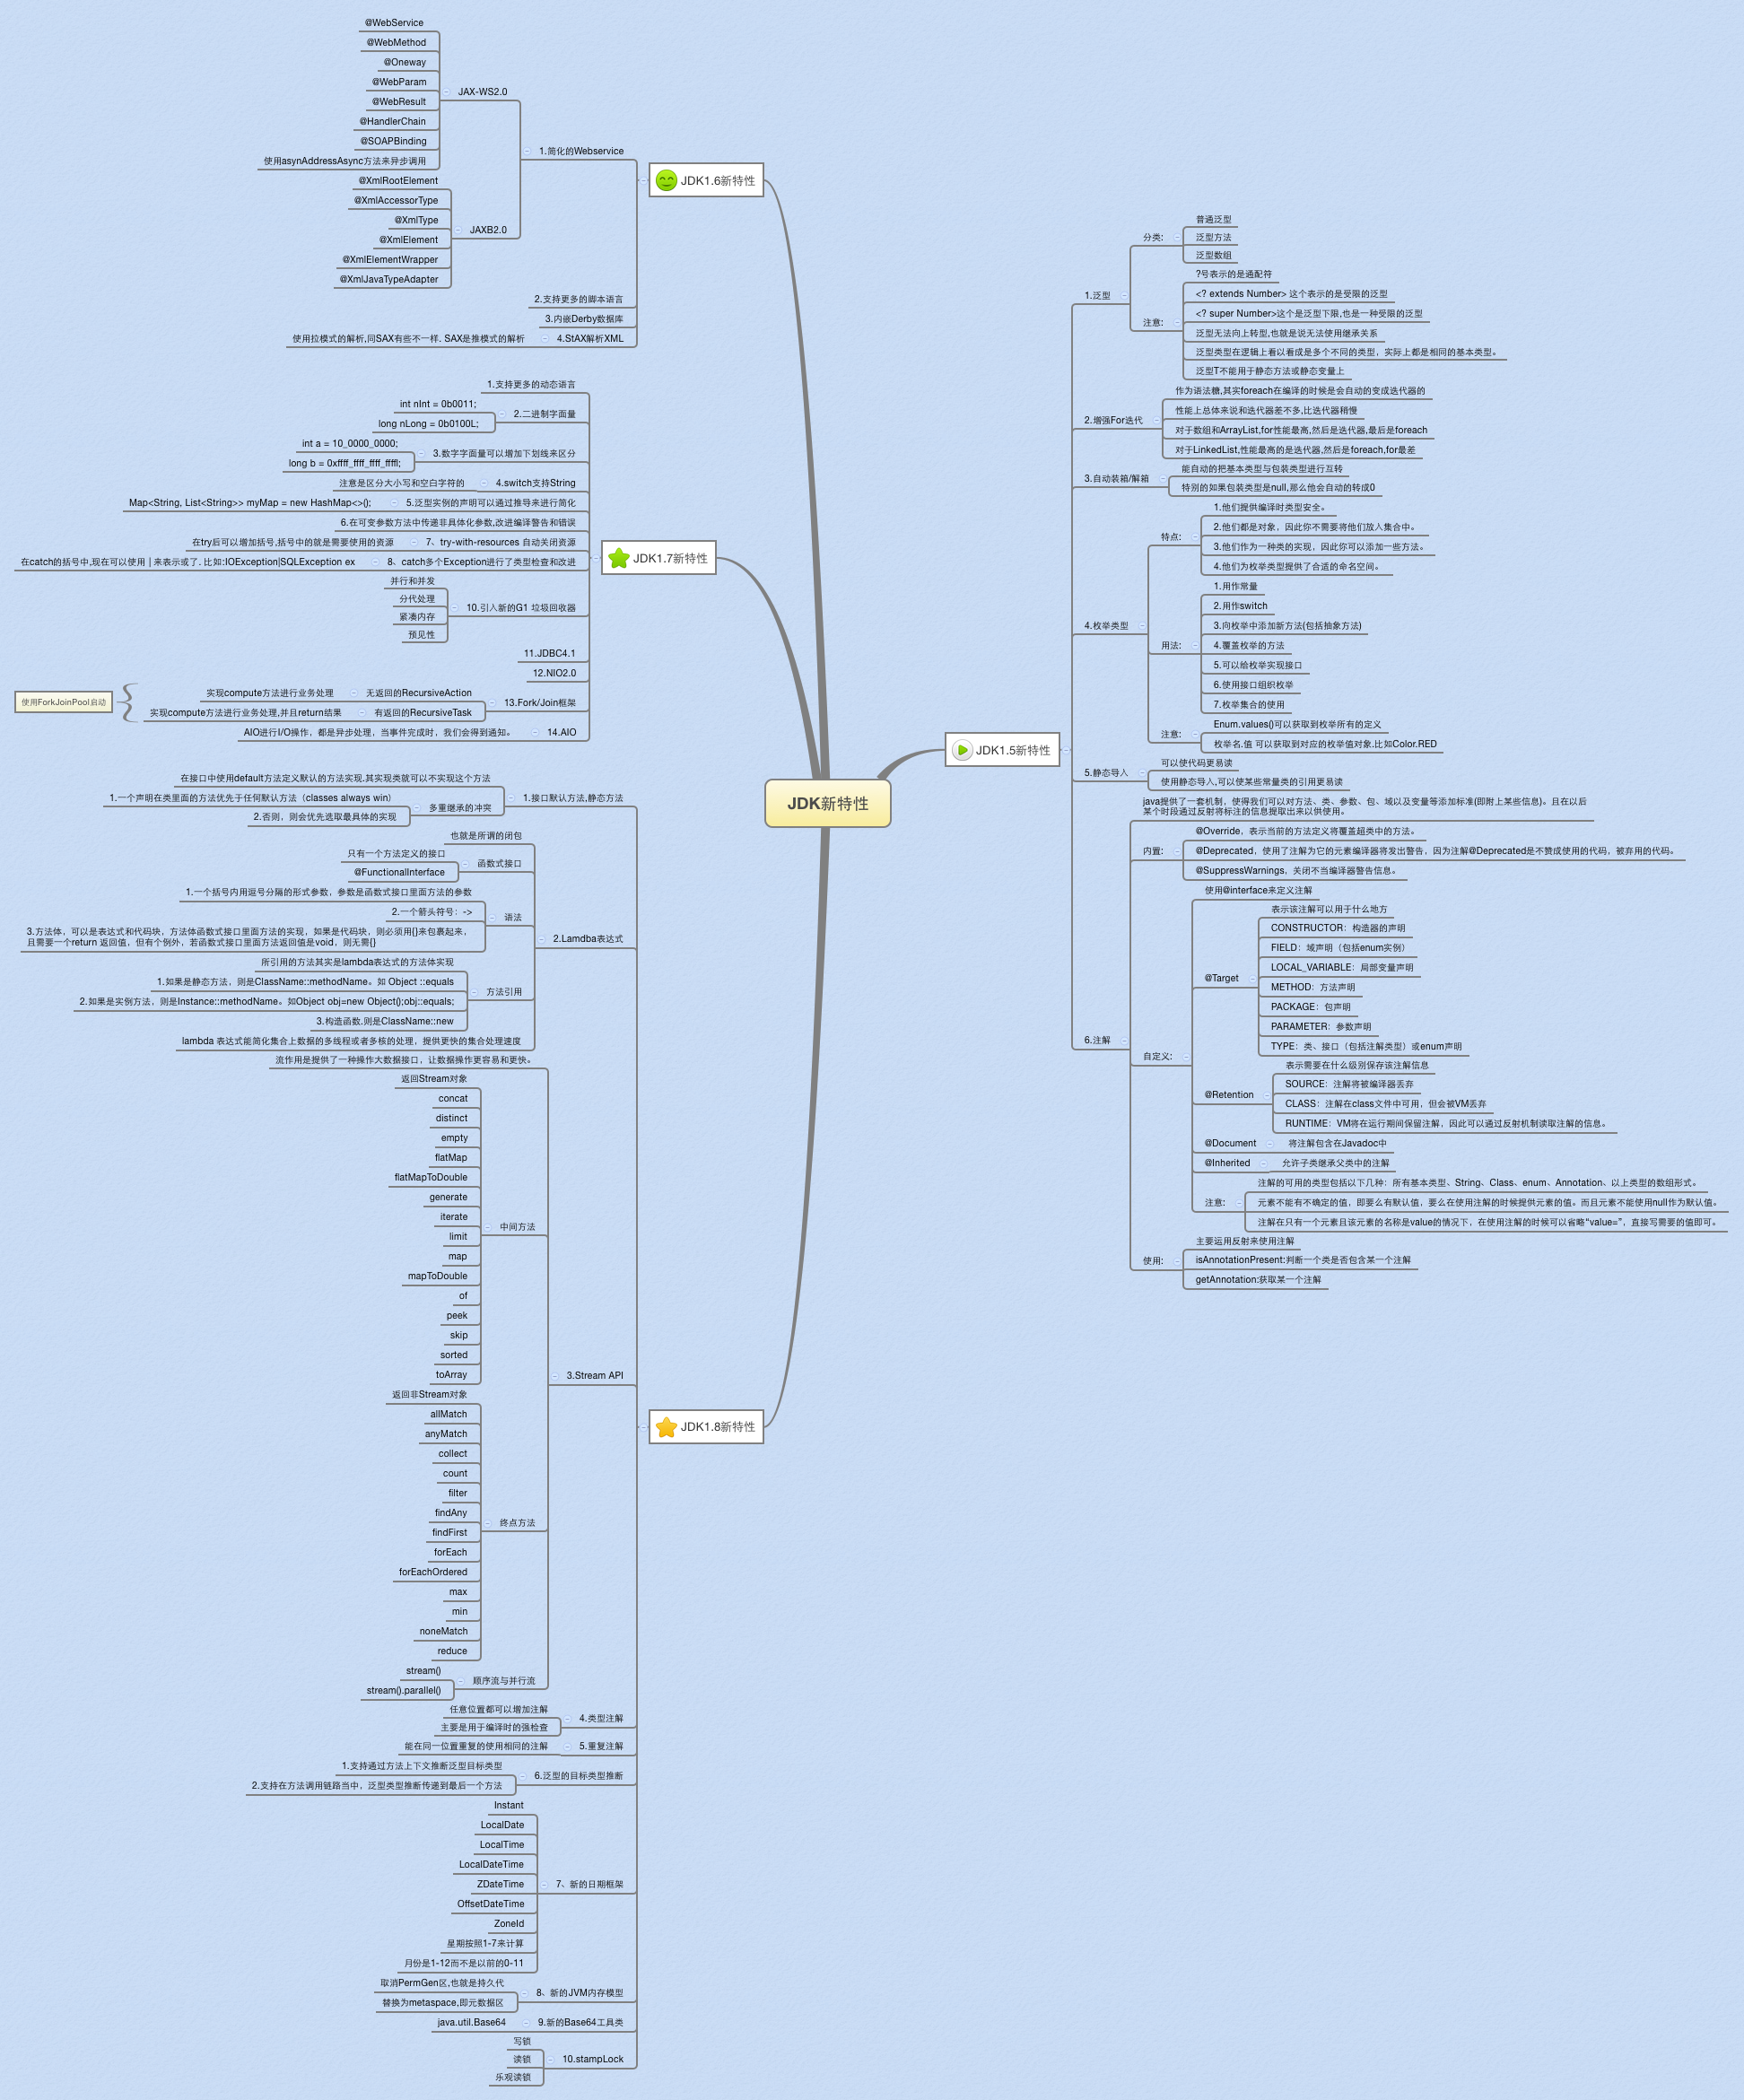 JDK新特性
JDK1.5新特性
1.泛型
分类:
普通泛型
泛型方法
泛型数组
注意:
?号表示的是通配符
<? extends Number> 这个表示的是受限的泛型
<? super Number>这个是泛型下限,也是一种受限的泛型
泛型无法向上转型,也就是说无法使用继承关系
泛型类型在逻辑上看以看成是多个不同的类型，实际上都是相同的基本类型。
泛型T不能用于静态方法或静态变量上
2.增强For迭代
作为语法糖,其实foreach在编译的时候是会自动的变成迭代器的
性能上总体来说和迭代器差不多,比迭代器稍慢
对于数组和ArrayList,for性能最高,然后是迭代器,最后是foreach
对于LinkedList,性能最高的是迭代器,然后是foreach,for最差
3.自动装箱/解箱
能自动的把基本类型与包装类型进行互转
特别的如果包装类型是null,那么他会自动的转成0
4.枚举类型
特点:
1.他们提供编译时类型安全。
2.他们都是对象，因此你不需要将他们放入集合中。
3.他们作为一种类的实现，因此你可以添加一些方法。
4.他们为枚举类型提供了合适的命名空间。
用法:
1.用作常量
2.用作switch
3.向枚举中添加新方法(包括抽象方法)
4.覆盖枚举的方法
5.可以给枚举实现接口
6.使用接口组织枚举
7.枚举集合的使用
注意:
Enum.values()可以获取到枚举所有的定义
枚举名.值 可以获取到对应的枚举值对象.比如Color.RED
5.静态导入
可以使代码更易读
使用静态导入,可以使某些常量类的引用更易读
6.注解
java提供了一套机制，使得我们可以对方法、类、参数、包、域以及变量等添加标准(即附上某些信息)。且在以后
某个时段通过反射将标注的信息提取出来以供使用。
内置:
@Override，表示当前的方法定义将覆盖超类中的方法。
@Deprecated，使用了注解为它的元素编译器将发出警告，因为注解@Deprecated是不赞成使用的代码，被弃用的代码。
@SuppressWarnings，关闭不当编译器警告信息。
自定义:
使用@interface来定义注解
@Target
表示该注解可以用于什么地方
CONSTRUCTOR：构造器的声明
FIELD：域声明（包括enum实例）
LOCAL_VARIABLE：局部变量声明
METHOD：方法声明
PACKAGE：包声明
PARAMETER：参数声明
TYPE：类、接口（包括注解类型）或enum声明
@Retention
表示需要在什么级别保存该注解信息
SOURCE：注解将被编译器丢弃
CLASS：注解在class文件中可用，但会被VM丢弃
RUNTIME：VM将在运行期间保留注解，因此可以通过反射机制读取注解的信息。
@Document
将注解包含在Javadoc中
@Inherited
允许子类继承父类中的注解
注意:
注解的可用的类型包括以下几种：所有基本类型、String、Class、enum、Annotation、以上类型的数组形式。
元素不能有不确定的值，即要么有默认值，要么在使用注解的时候提供元素的值。而且元素不能使用null作为默认值。
注解在只有一个元素且该元素的名称是value的情况下，在使用注解的时候可以省略“value=”，直接写需要的值即可。
使用:
主要运用反射来使用注解
isAnnotationPresent:判断一个类是否包含某一个注解
getAnnotation:获取某一个注解
JDK1.6新特性
1.简化的Webservice
JAX-WS2.0
@WebService
@WebMethod
@Oneway
@WebParam
@WebResult
@HandlerChain
@SOAPBinding
使用asynAddressAsync方法来异步调用
JAXB2.0
@XmlRootElement
@XmlAccessorType
@XmlType
@XmlElement
@XmlElementWrapper
@XmlJavaTypeAdapter
2.支持更多的脚本语言
3.内嵌Derby数据库
4.StAX解析XML
使用拉模式的解析,同SAX有些不一样. SAX是推模式的解析
JDK1.7新特性
1.支持更多的动态语言
2.二进制字面量
int nInt = 0b0011;
long nLong = 0b0100L;
3.数字字面量可以增加下划线来区分
int a = 10_0000_0000;
long b = 0xffff_ffff_ffff_ffffl;
4.switch支持String
注意是区分大小写和空白字符的
5.泛型实例的声明可以通过推导来进行简化
Map<String, List<String>> myMap = new HashMap<>();
6.在可变参数方法中传递非具体化参数,改进编译警告和错误
7、try-with-resources 自动关闭资源
在try后可以增加括号,括号中的就是需要使用的资源
8、catch多个Exception进行了类型检查和改进
在catch的括号中,现在可以使用 | 来表示或了. 比如:IOException|SQLException ex
10.引入新的G1 垃圾回收器
并行和并发
分代处理
紧凑内存
预见性
11.JDBC4.1
12.NIO2.0
13.Fork/Join框架
无返回的RecursiveAction
实现compute方法进行业务处理
有返回的RecursiveTask
实现compute方法进行业务处理,并且return结果
使用ForkJoinPool启动
14.AIO
AIO进行I/O操作，都是异步处理，当事件完成时，我们会得到通知。
JDK1.8新特性
1.接口默认方法,静态方法
在接口中使用default方法定义默认的方法实现.其实现类就可以不实现这个方法
多重继承的冲突
1.一个声明在类里面的方法优先于任何默认方法（classes always win）
2.否则，则会优先选取最具体的实现
2.Lamdba表达式
也就是所谓的闭包
函数式接口
只有一个方法定义的接口
@FunctionalInterface
语法
1.一个括号内用逗号分隔的形式参数，参数是函数式接口里面方法的参数
2.一个箭头符号：->
3.方法体，可以是表达式和代码块，方法体函数式接口里面方法的实现，如果是代码块，则必须用{}来包裹起来，
且需要一个return 返回值，但有个例外，若函数式接口里面方法返回值是void，则无需{}
方法引用
所引用的方法其实是lambda表达式的方法体实现
1.如果是静态方法，则是ClassName::methodName。如 Object ::equals
2.如果是实例方法，则是Instance::methodName。如Object obj=new Object();obj::equals;
3.构造函数.则是ClassName::new
lambda 表达式能简化集合上数据的多线程或者多核的处理，提供更快的集合处理速度
3.Stream API
流作用是提供了一种操作大数据接口，让数据操作更容易和更快。
中间方法
返回Stream对象
concat
distinct
empty
flatMap
flatMapToDouble
generate
iterate
limit
map
mapToDouble
of
peek
skip
sorted
toArray
终点方法
返回非Stream对象
allMatch
anyMatch
collect
count
filter
findAny
findFirst
forEach
forEachOrdered
max
min
noneMatch
reduce
顺序流与并行流
stream()
stream().parallel()
4.类型注解
任意位置都可以增加注解
主要是用于编译时的强检查
5.重复注解
能在同一位置重复的使用相同的注解
6.泛型的目标类型推断
1.支持通过方法上下文推断泛型目标类型
2.支持在方法调用链路当中，泛型类型推断传递到最后一个方法
7、新的日期框架
Instant
LocalDate
LocalTime
LocalDateTime
ZDateTime
OffsetDateTime
ZoneId
星期按照1-7来计算
月份是1-12而不是以前的0-11
8、新的JVM内存模型
取消PermGen区,也就是持久代
替换为metaspace,即元数据区
9.新的Base64工具类
java.util.Base64
10.stampLock
写锁
读锁
乐观读锁